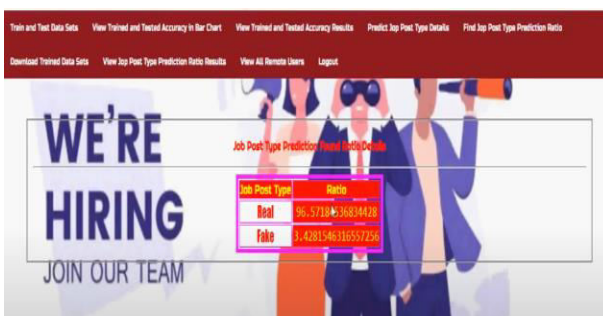 Train and Test Data Sets View Trained and Tested Accuracy in Bar Chart View Trained and Tested Accuracy Results Predict Jop Post Type Details Find Jop Post Type Prediction Ratio
Download Trained Data Sets View Jop Post Type Prediction Ratio Results View All Remote Users Logout
WE'RE
HIRING
JOIN OUR TEAM
Job Post Type Prediction Found Ratio Details
Job Post Type Ratio
Real
Fake 3.4281546316557256